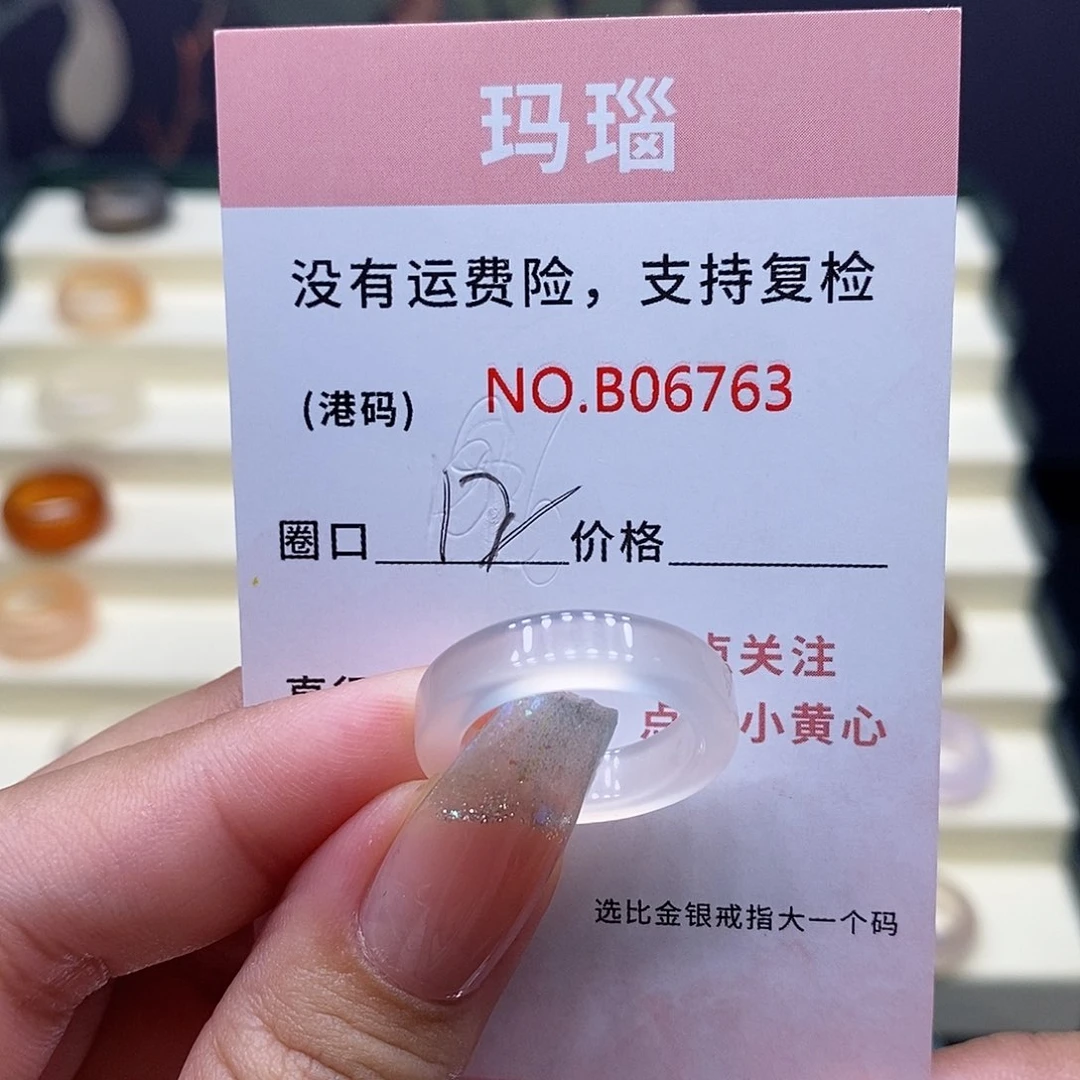 玛瑙
没有运费险，支持复检
(港码) NO.B06763
圈口 价格
关注
小黄心
选比金银戒指大一个码